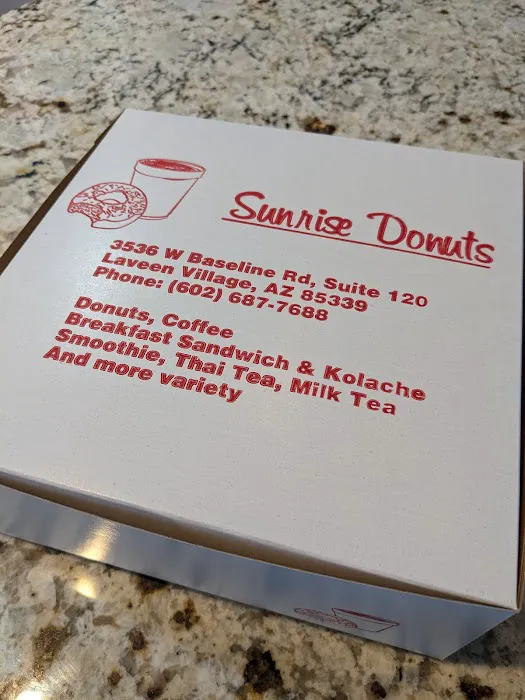 Sunrise Donuts
3536 W Baseline Rd, Suite 120
Laveen Village, AZ 85339
Phone: (602) 687-7688
Donuts, Coffee
Breakfast Sandwich & Kolache
Smoothie, Thai Tea, Milk Tea
And more variety